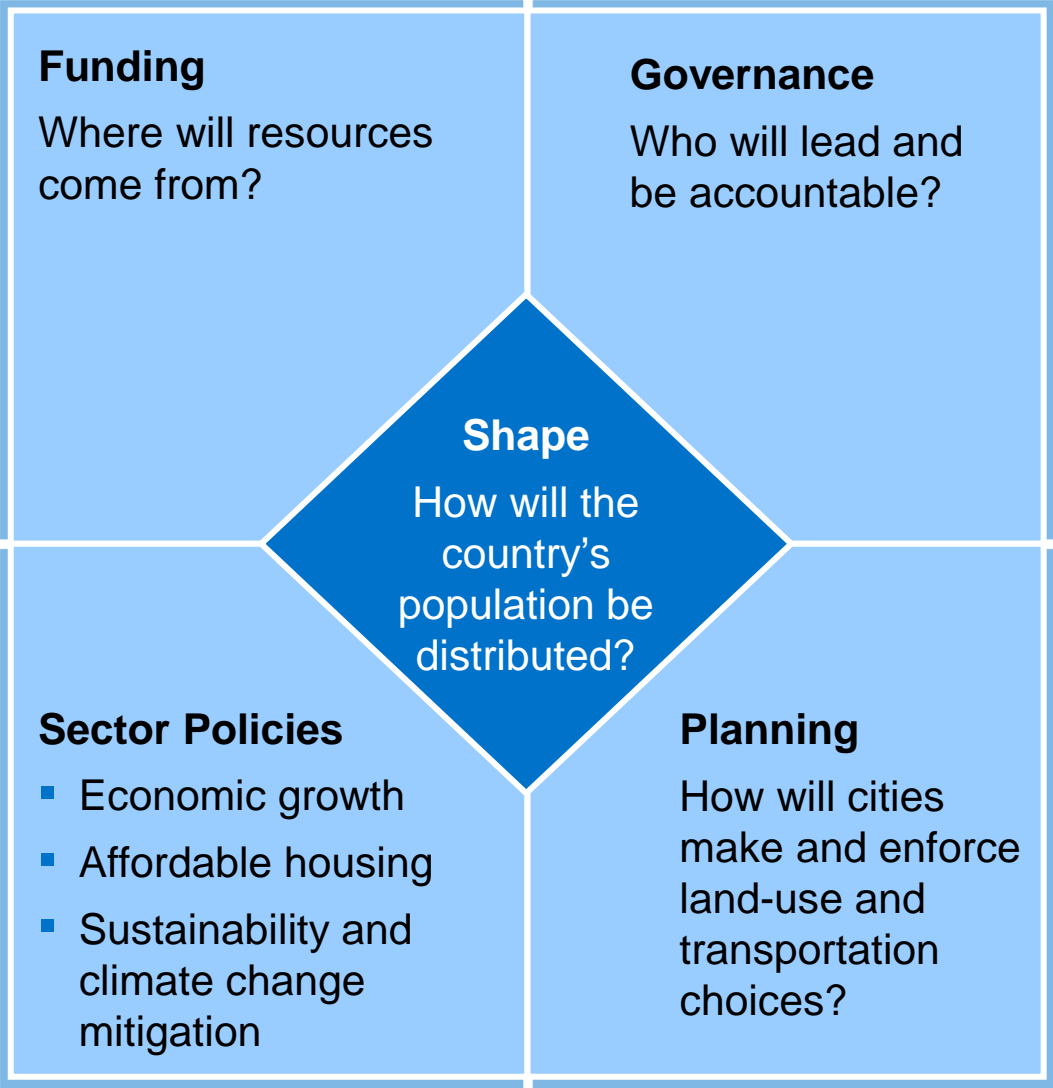 Funding
Where will resources
come from?
Governance
Who will lead and
be accountable?
Shape
How will the
country’s
population be
distributed?
Sector Policies
Economic growth
Affordable housing
Sustainability and
climate change
mitigation
Planning
How will cities
make and enforce
land-use and
transportation
choices?